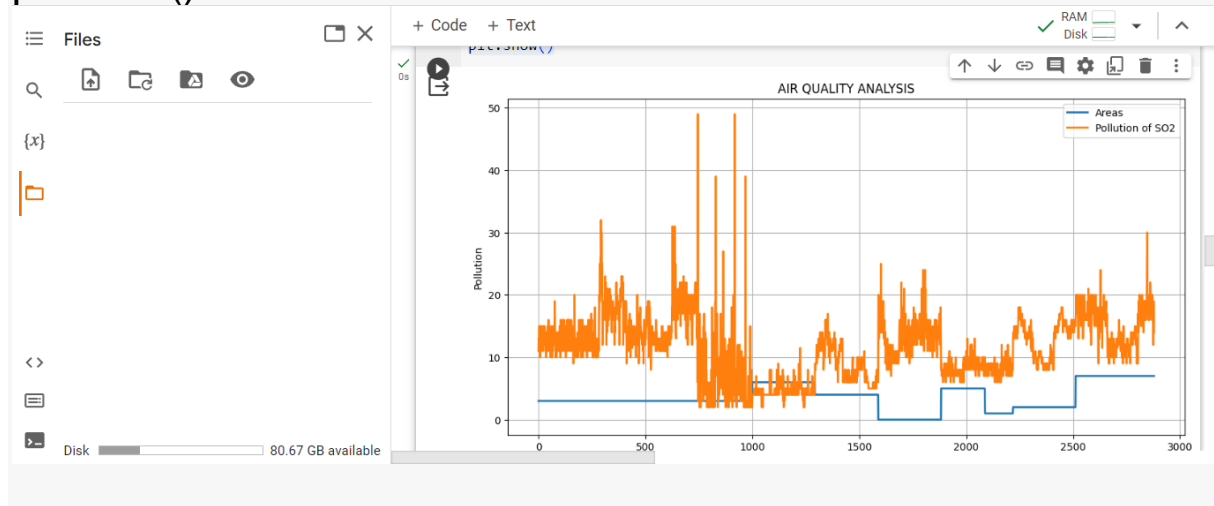 Files
{x}
<>
Disk 80.67 GB available
+ Code + Text
RAM
Disk
plt.show()
0s
AIR QUALITY ANALYSIS
Areas
Pollution of SO2
Pollution
50
40
30
20
10
0
0 500 1000 1500 2000 2500 3000